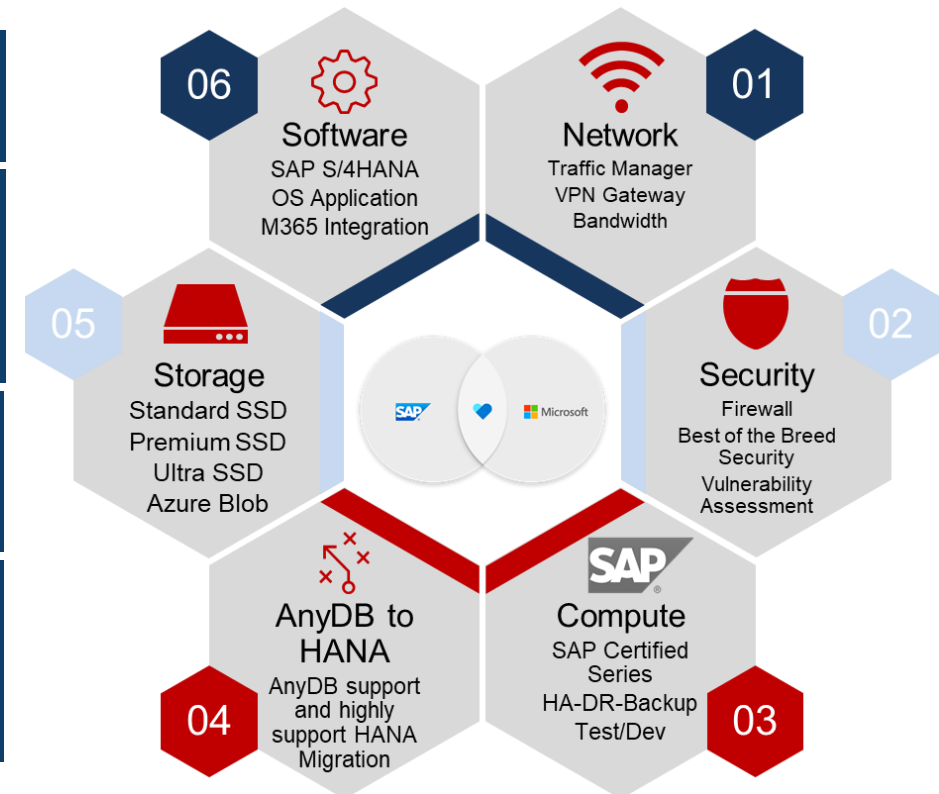 01
Network
Traffic Manager
VPN Gateway
Bandwidth
02
Security
Firewall
Best of the Breed
Security
Vulnerability
Assessment
03
SAP
®
Compute
SAP Certified
Series
HA-DR-Backup
Test/Dev
04
AnyDB to
HANA
AnyDB support
and highly
support HANA
Migration
05
Storage
Standard SSD
Premium SSD
Ultra SSD
Azure Blob
06
Software
SAP S/4HANA
OS Application
M365 Integration
SAP
Microsoft